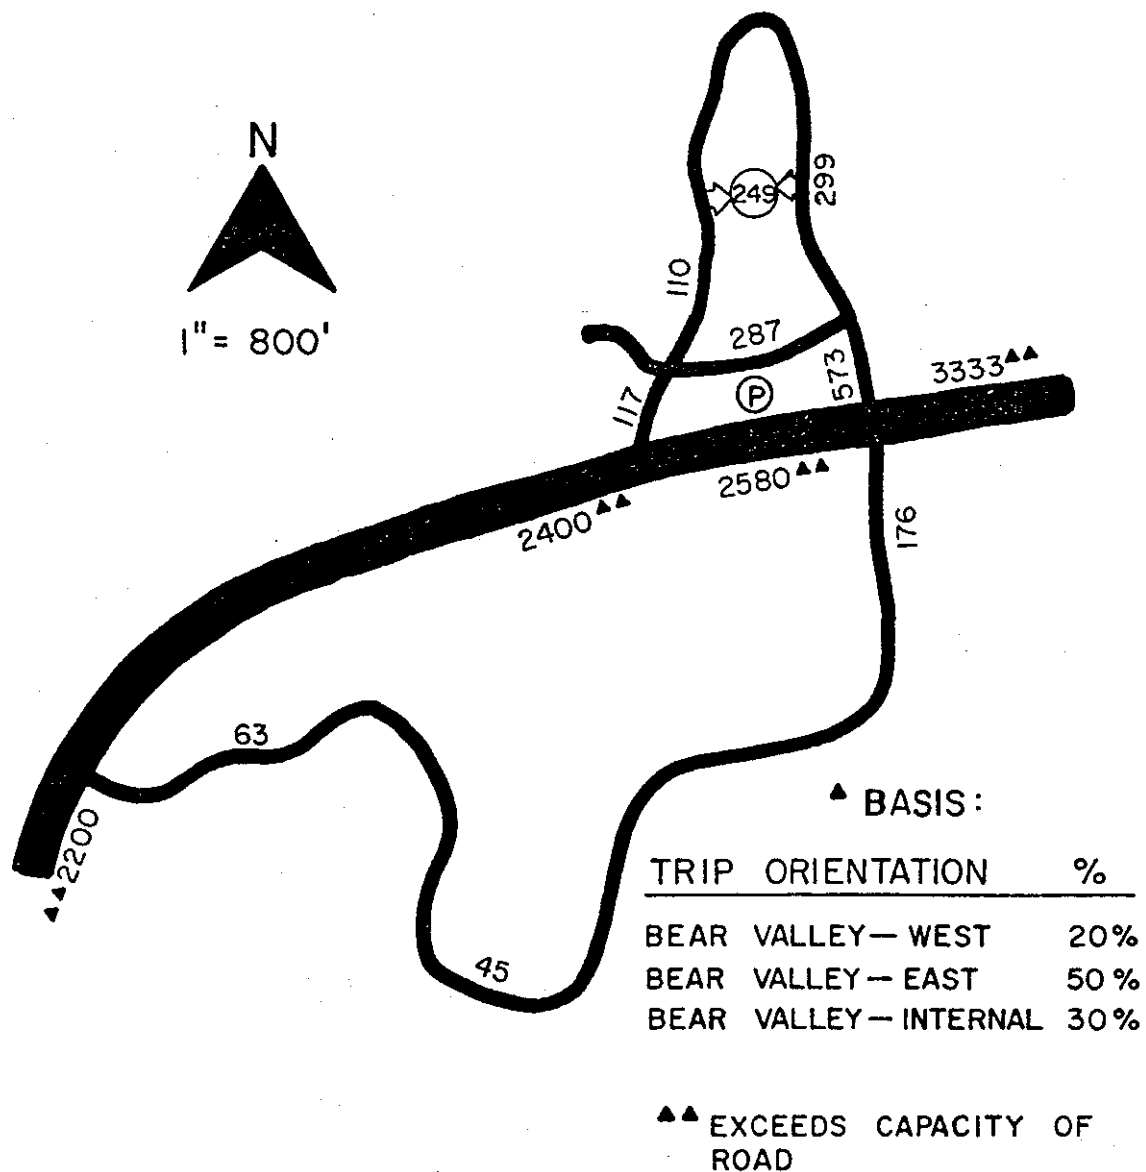 N
1" = 800'
249
299
110
287
573
3333▲▲
117
P
2580▲▲
2400▲▲
176
63
▲▲2200
45
▲ BASIS:
TRIP ORIENTATION %
BEAR VALLEY—WEST 20%
BEAR VALLEY—EAST 50%
BEAR VALLEY—INTERNAL 30%
▲▲ EXCEEDS CAPACITY OF
ROAD